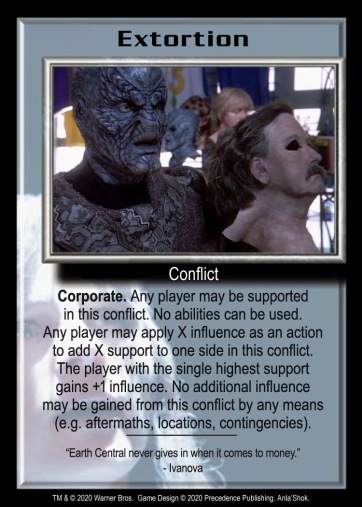 Extortion
Conflict
Corporate. Any player may be supported
in this conflict. No abilities can be used.
Any player may apply X influence as an action
to add X support to one side in this conflict.
The player with the single highest support
gains +1 influence. No additional influence
may be gained from this conflict by any means
(e.g. aftermaths, locations, contingencies).
“Earth Central never gives in when it comes to money.”
- Ivanova
TM & © 2020 Warner Bros. Game Design © 2020 Precedence Publishing. Anla’Shok.